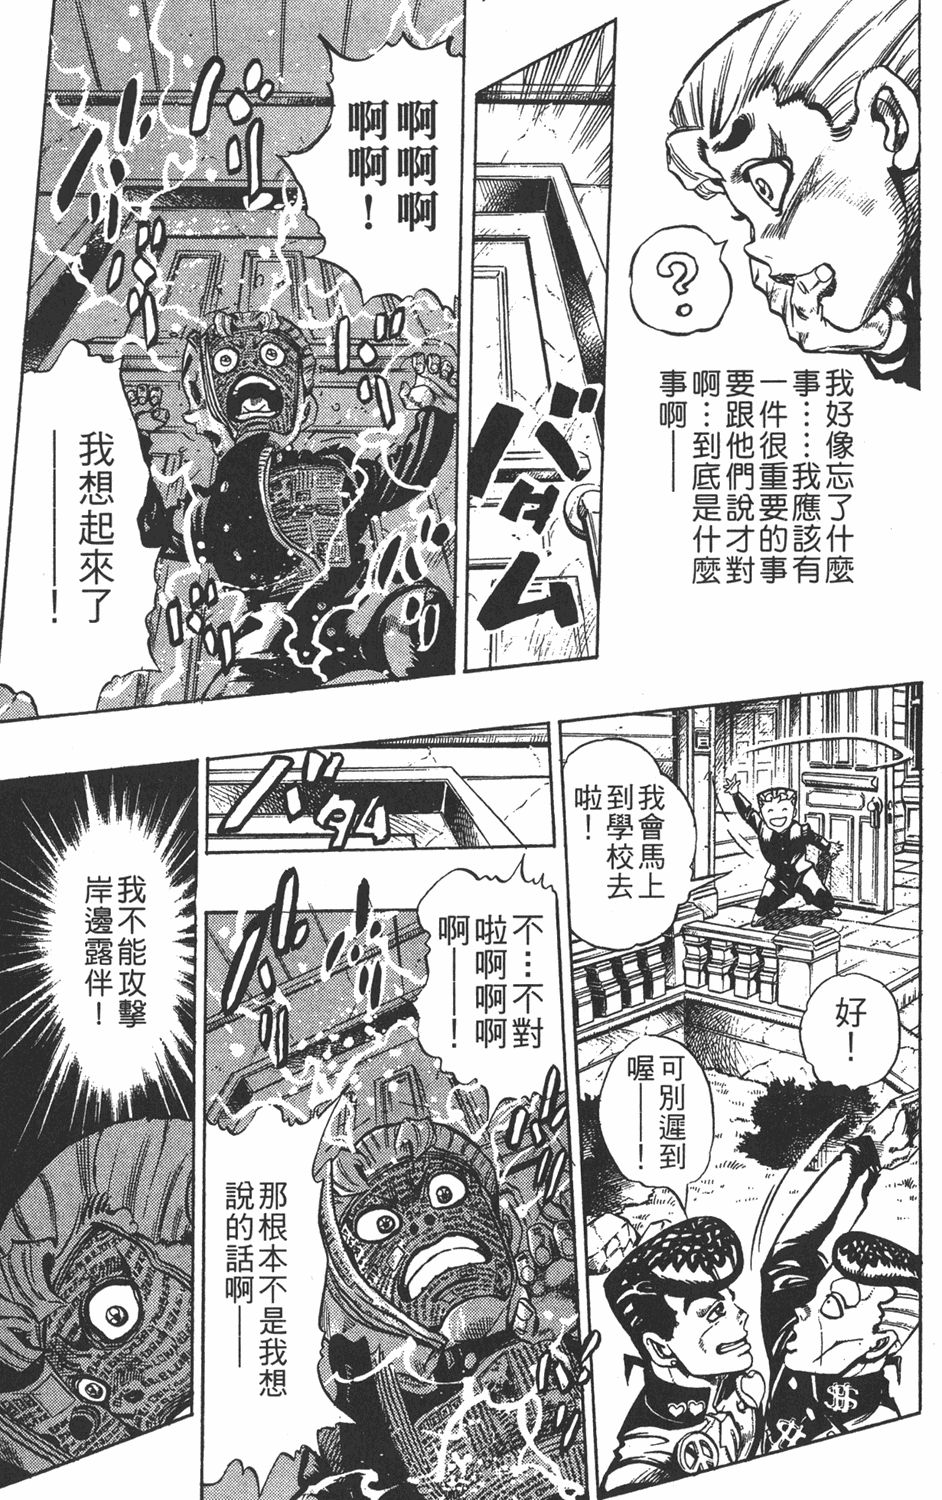 ？
我好像忘了什麼
事……我應該有
一件很重要的事
要跟他們說才對
啊…到底是什麼
事啊——
バタム
啊啊啊
啊啊！
我想起來了
——！
我會馬上
到學校去
啦！
好！
可別遲到
喔——！
バタム
不…不對
啦啊啊啊
啊——！
那根本不是我想
說的話啊——
我不能攻擊
岸邊露伴！